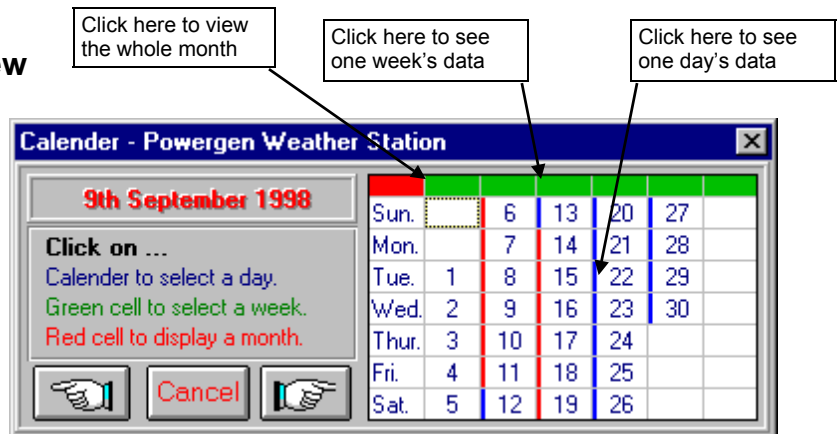 Click here to view
the whole month
Click here to see
one week's data
Click here to see
one day's data
Calender - Powergen Weather Station
9th September 1998
Click on ...
Calender to select a day.
Green cell to select a week.
Red cell to display a month.
Cancel
Sun. 6 13 20 27
Mon. 7 14 21 28
Tue. 1 8 15 22 29
Wed. 2 9 16 23 30
Thur. 3 10 17 24
Fri. 4 11 18 25
Sat. 5 12 19 26